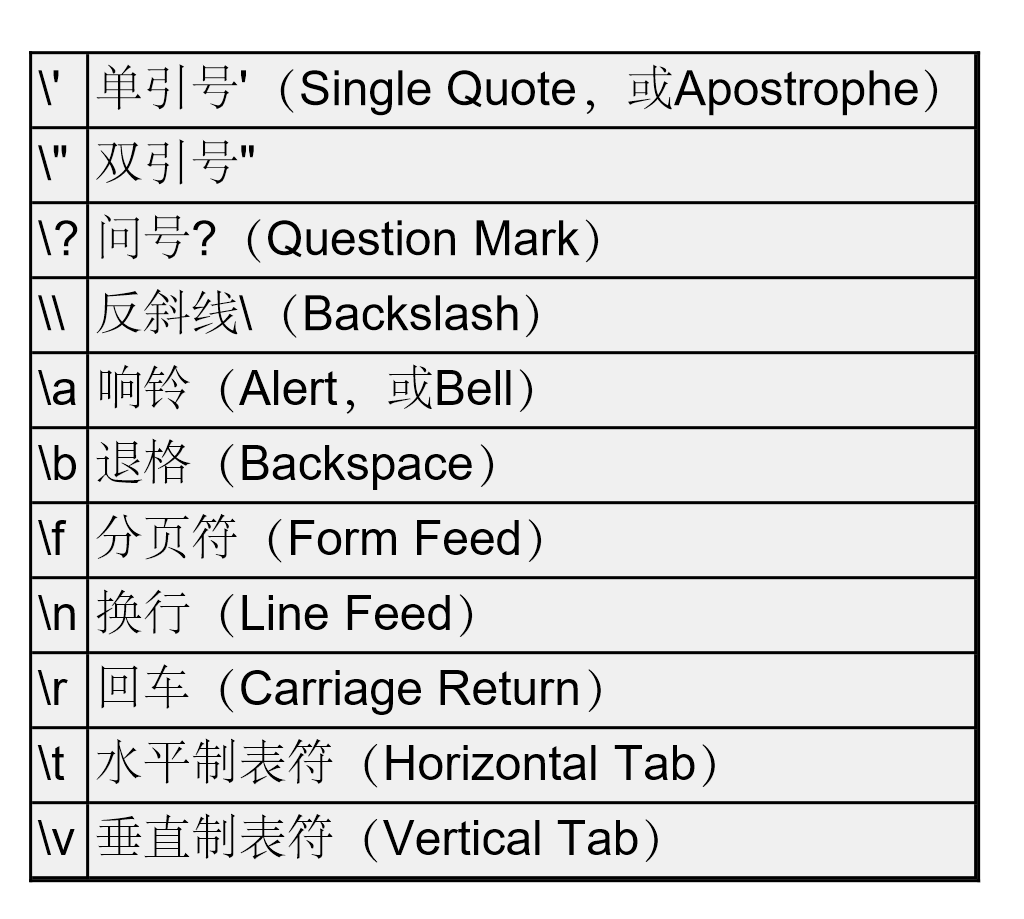 \' 单引号'（Single Quote，或Apostrophe）
\" 双引号"
\? 问号?（Question Mark）
\\ 反斜线\（Backslash）
\a 响铃（Alert，或Bell）
\b 退格（Backspace）
\f 分页符（Form Feed）
\n 换行（Line Feed）
\r 回车（Carriage Return）
\t 水平制表符（Horizontal Tab）
\v 垂直制表符（Vertical Tab）